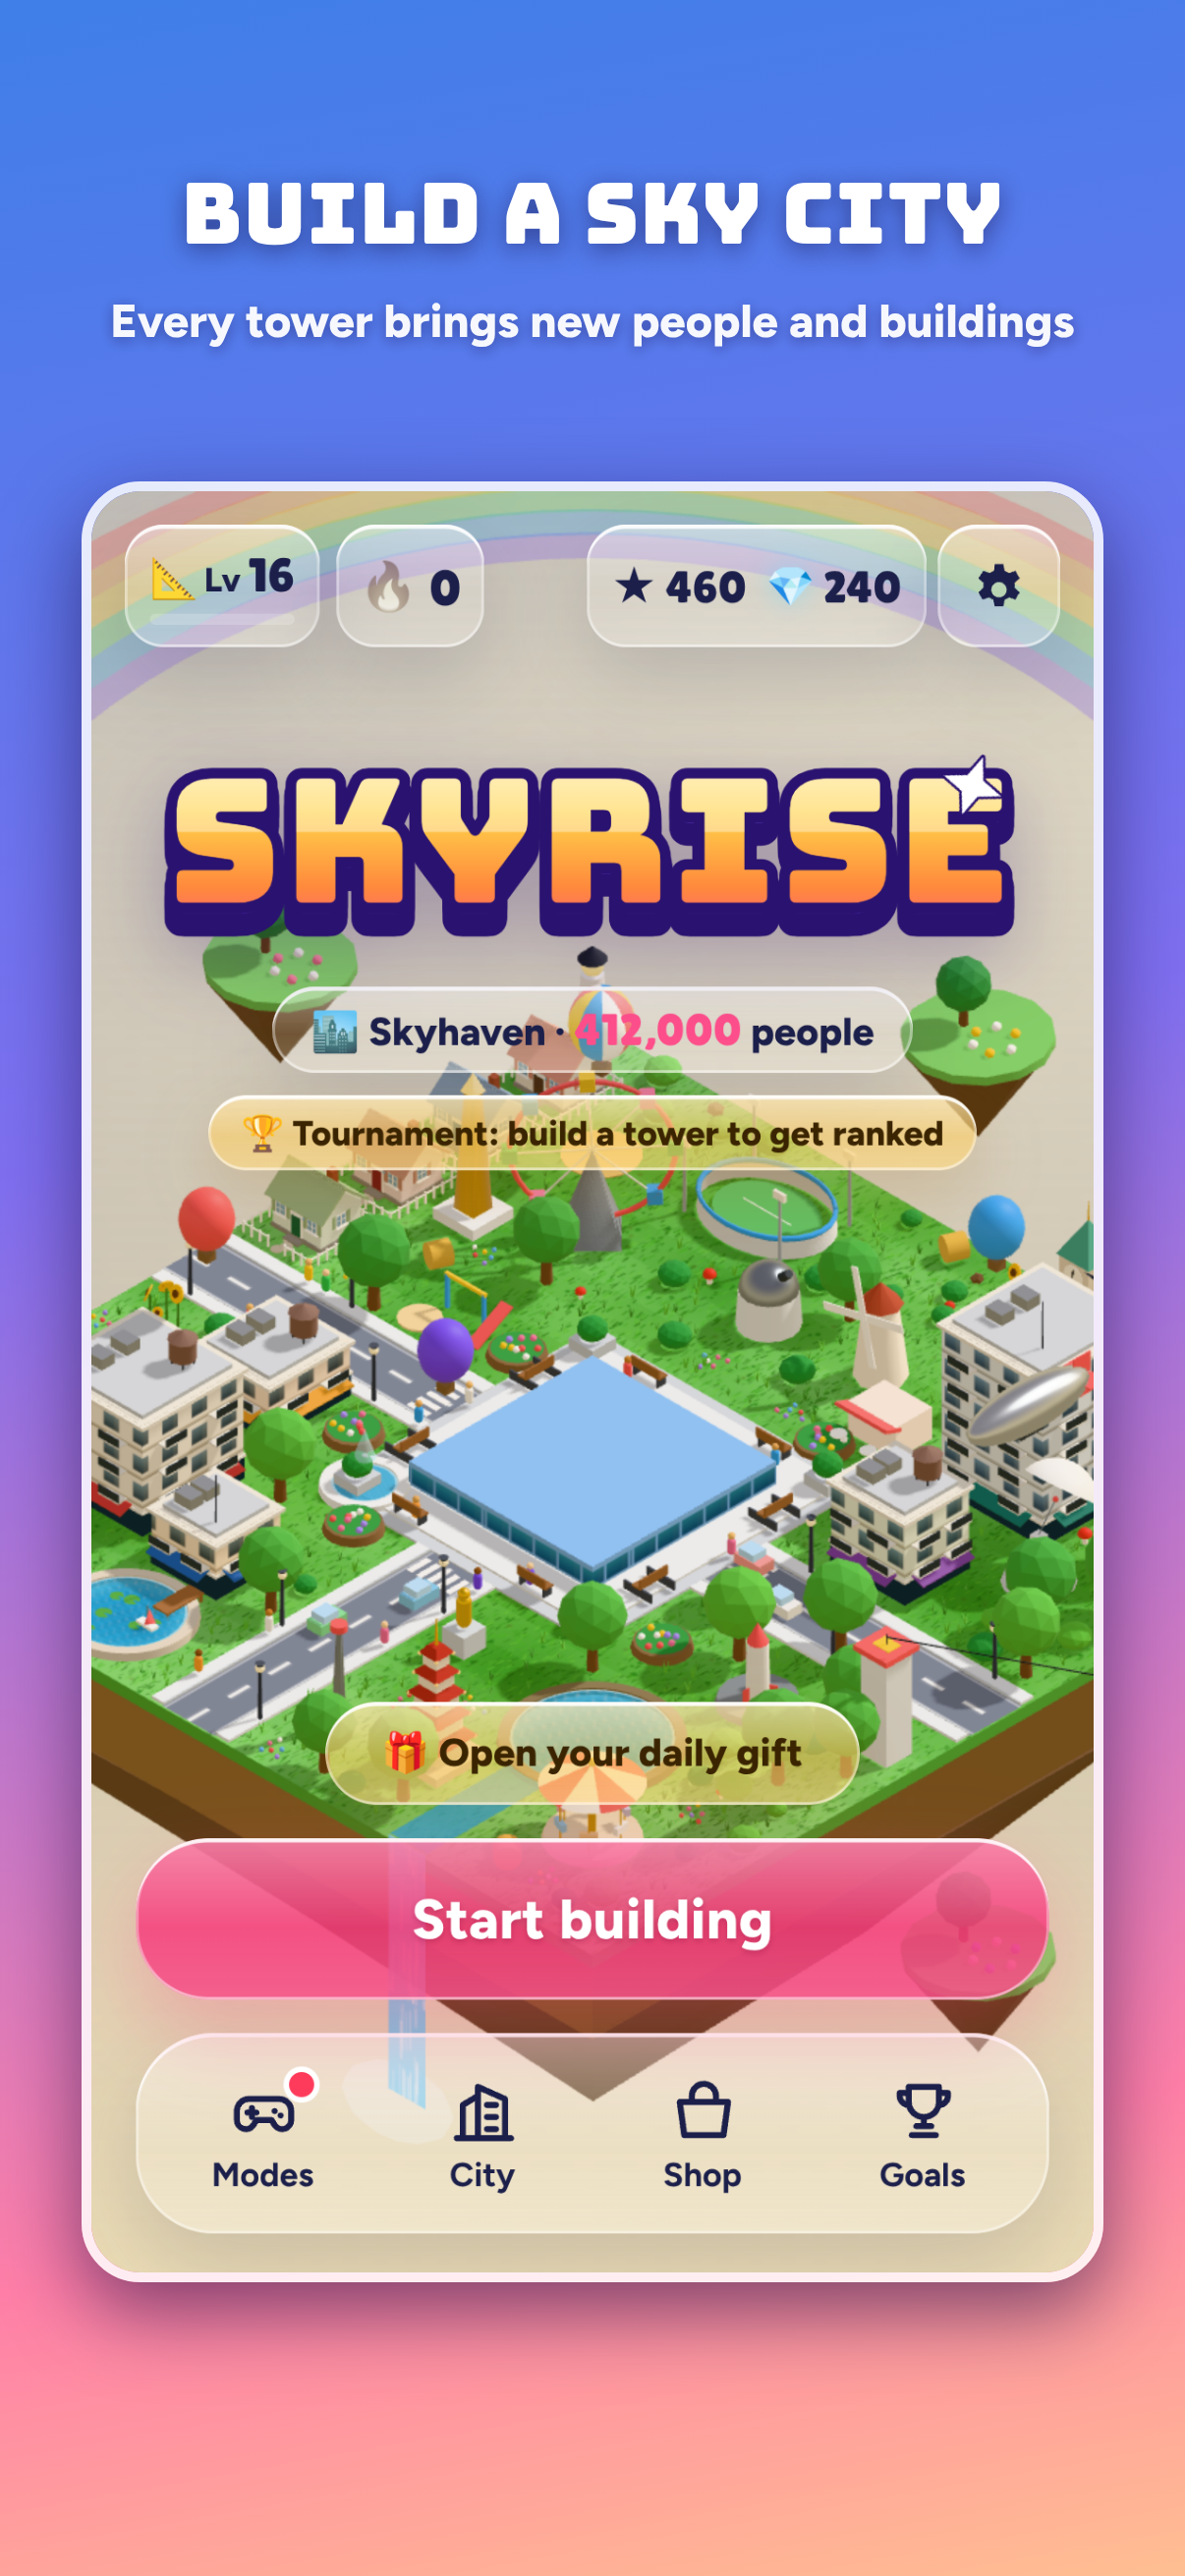 BUILD A SKY CITY
Every tower brings new people and buildings
Lv 16
0
460
240
SKYRISE
Skyhaven · 412,000 people
Tournament: build a tower to get ranked
Open your daily gift
Start building
Modes
City
Shop
Goals